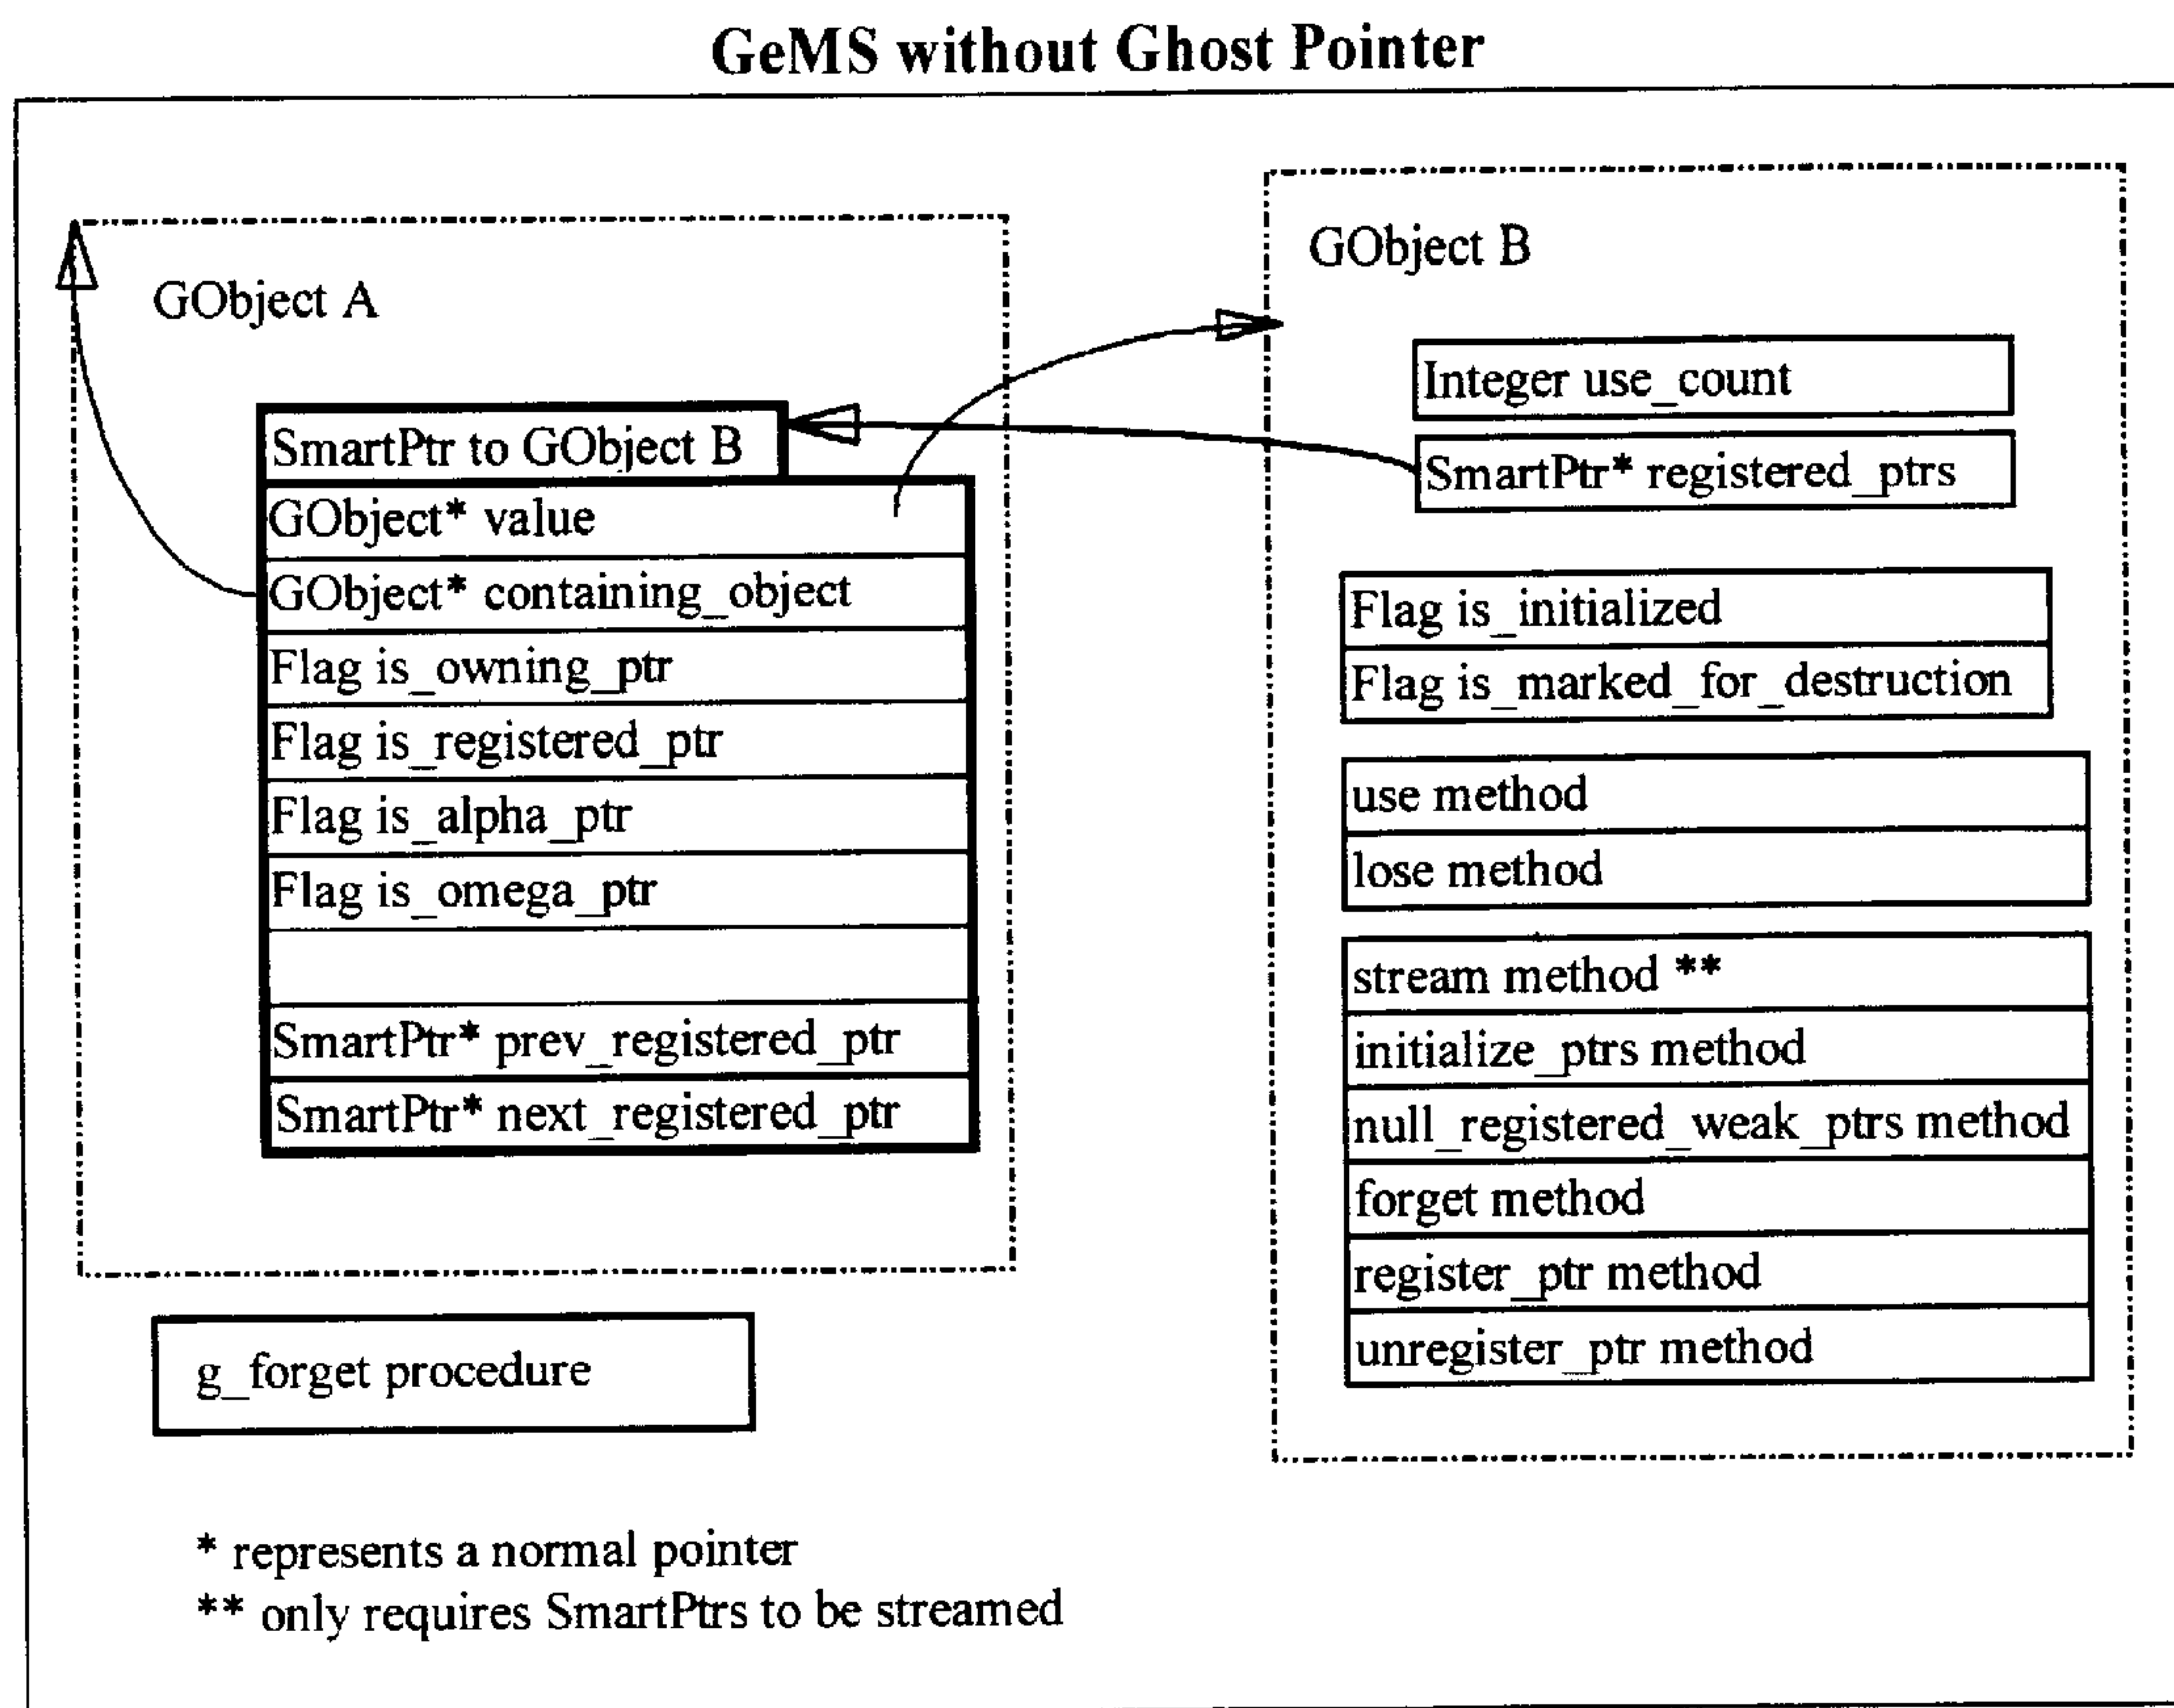 GeMS without Ghost Pointer
GObject A
SmartPtr to GObject B
GObject* value
GObject* containing_object
Flag is_owning_ptr
Flag is_registered_ptr
Flag is_alpha_ptr
Flag is_omega_ptr
SmartPtr* prev_registered_ptr
SmartPtr* next_registered_ptr
g_forget procedure
GObject B
Integer use_count
SmartPtr* registered_ptrs
Flag is_initialized
Flag is_marked_for_destruction
use method
lose method
stream method **
initialize_ptrs method
null_registered_weak_ptrs method
forget method
register_ptr method
unregister_ptr method
* represents a normal pointer
** only requires SmartPtrs to be streamed